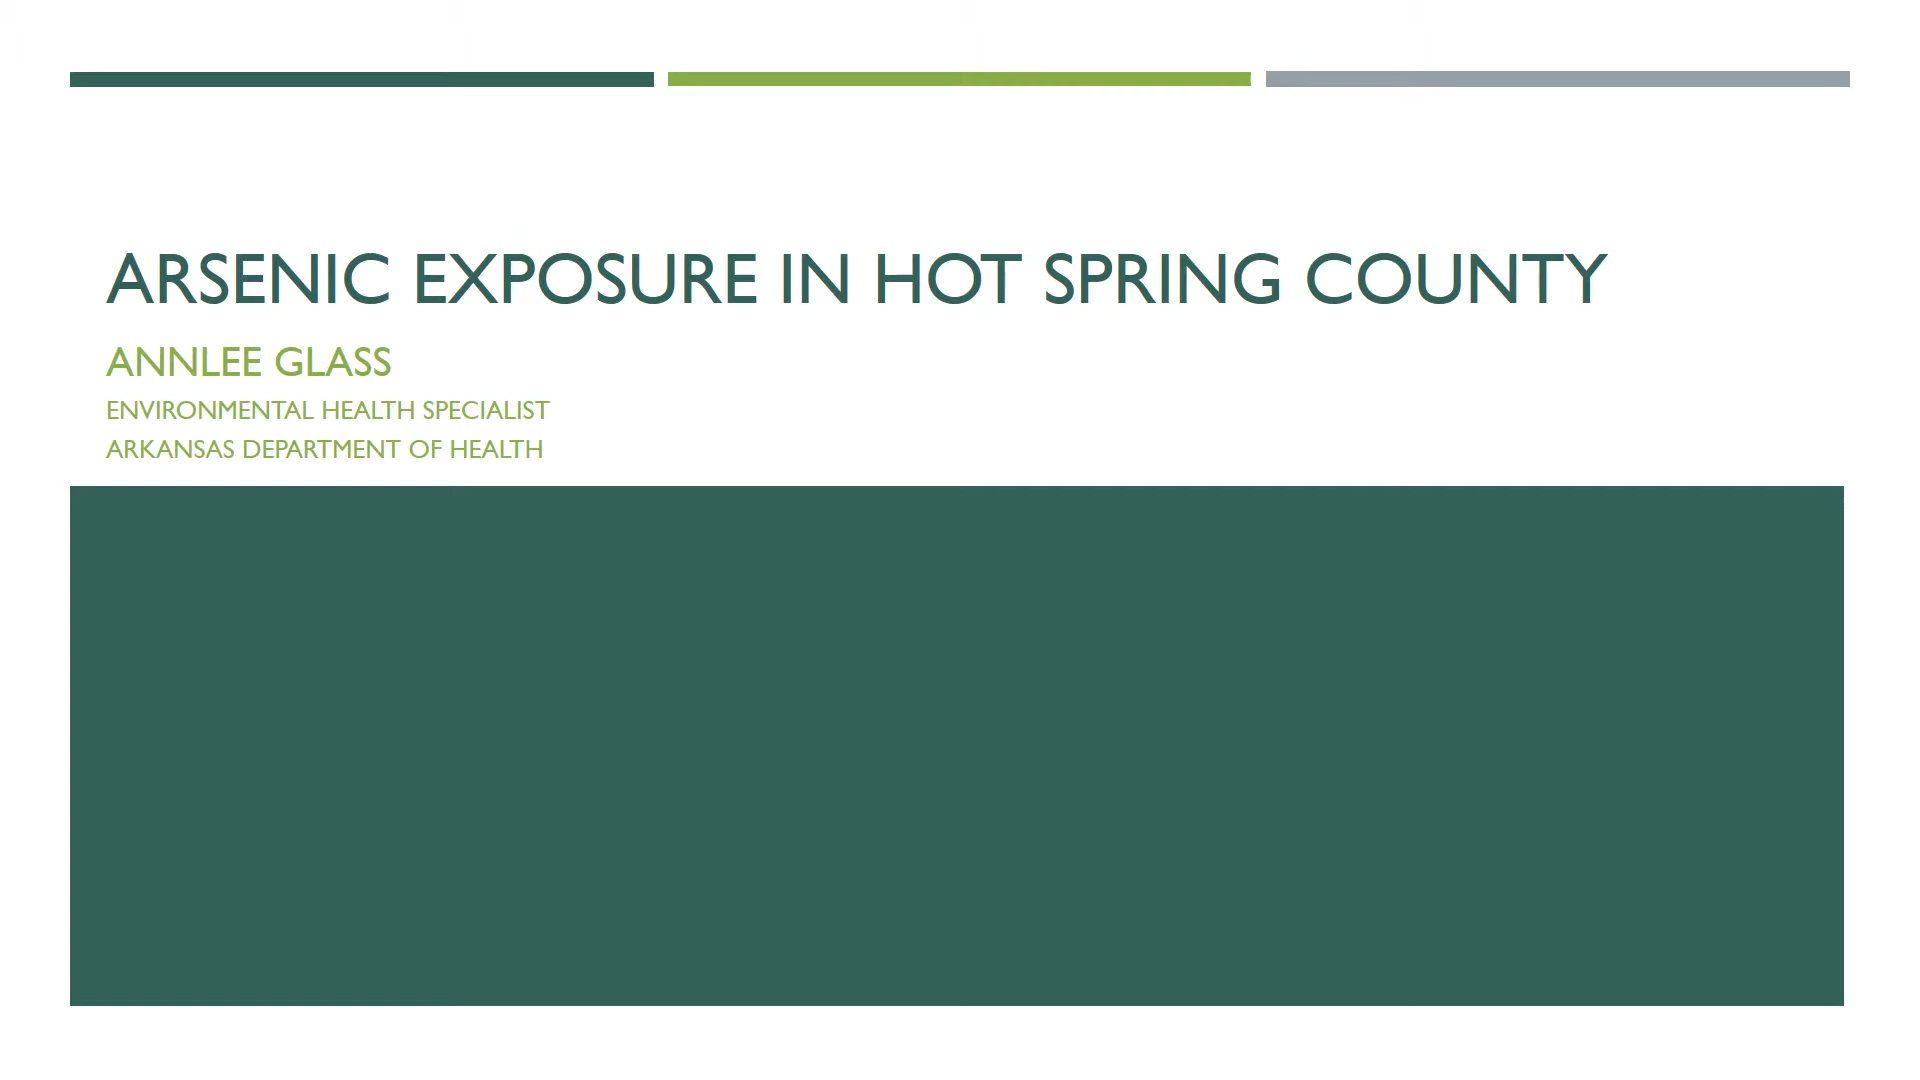 ARSENIC EXPOSURE IN HOT SPRING COUNTY
ANNLEE GLASS
ENVIRONMENTAL HEALTH SPECIALIST
ARKANSAS DEPARTMENT OF HEALTH